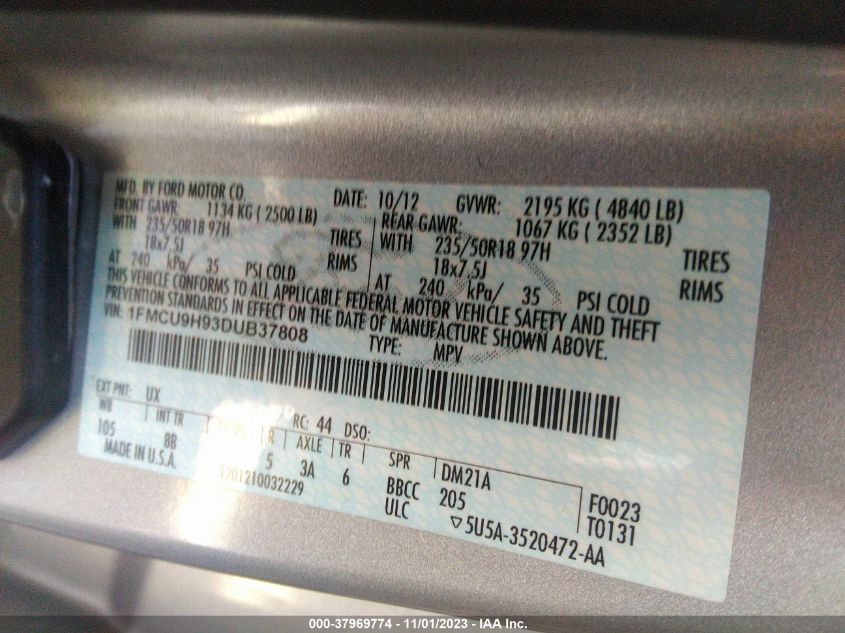 MFD. BY FORD MOTOR CO.
DATE: 10/12 GVWR: 2195 KG ( 4840 LB)
FRONT GAWR: 1134 KG ( 2500 LB) REAR GAWR: 1067 KG ( 2352 LB)
WITH 235/50R18 97H TIRES WITH 235/50R18 97H TIRES
18x7.5J RIMS 18x7.5J RIMS
AT 240 kPa/ 35 PSI COLD AT 240 kPa/ 35 PSI COLD
THIS VEHICLE CONFORMS TO ALL APPLICABLE FEDERAL MOTOR VEHICLE SAFETY AND THEFT
PREVENTION STANDARDS IN EFFECT ON THE DATE OF MANUFACTURE SHOWN ABOVE.
VIN: 1FMCU9H93DUB37808 TYPE: MPV
EXT PNT: UX RC: 44 DSO:
WB INT TR R AXLE TR SPR DM21A
105 8B 5 3A 6 BBCC 205 F0023
MADE IN U.S.A. 1201210032229 ULC ▽5U5A-3520472-AA T0131
000-37969774 - 11/01/2023 - IAA Inc.